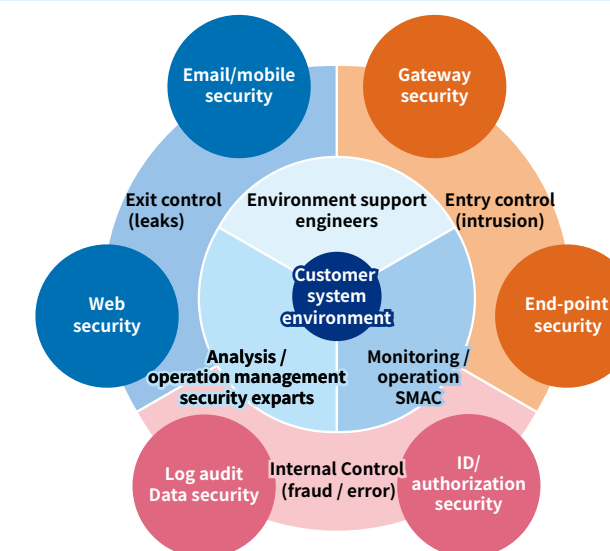 Email/mobile
security
Gateway
security
Exit control
(leaks)
Environment support
engineers
Entry control
(intrusion)
Customer
system
environment
Web
security
End-point
security
Analysis /
operation management
security exparts
Monitoring /
operation
SMAC
Log audit
Data security
Internal Control
(fraud / error)
ID/
authorization
security